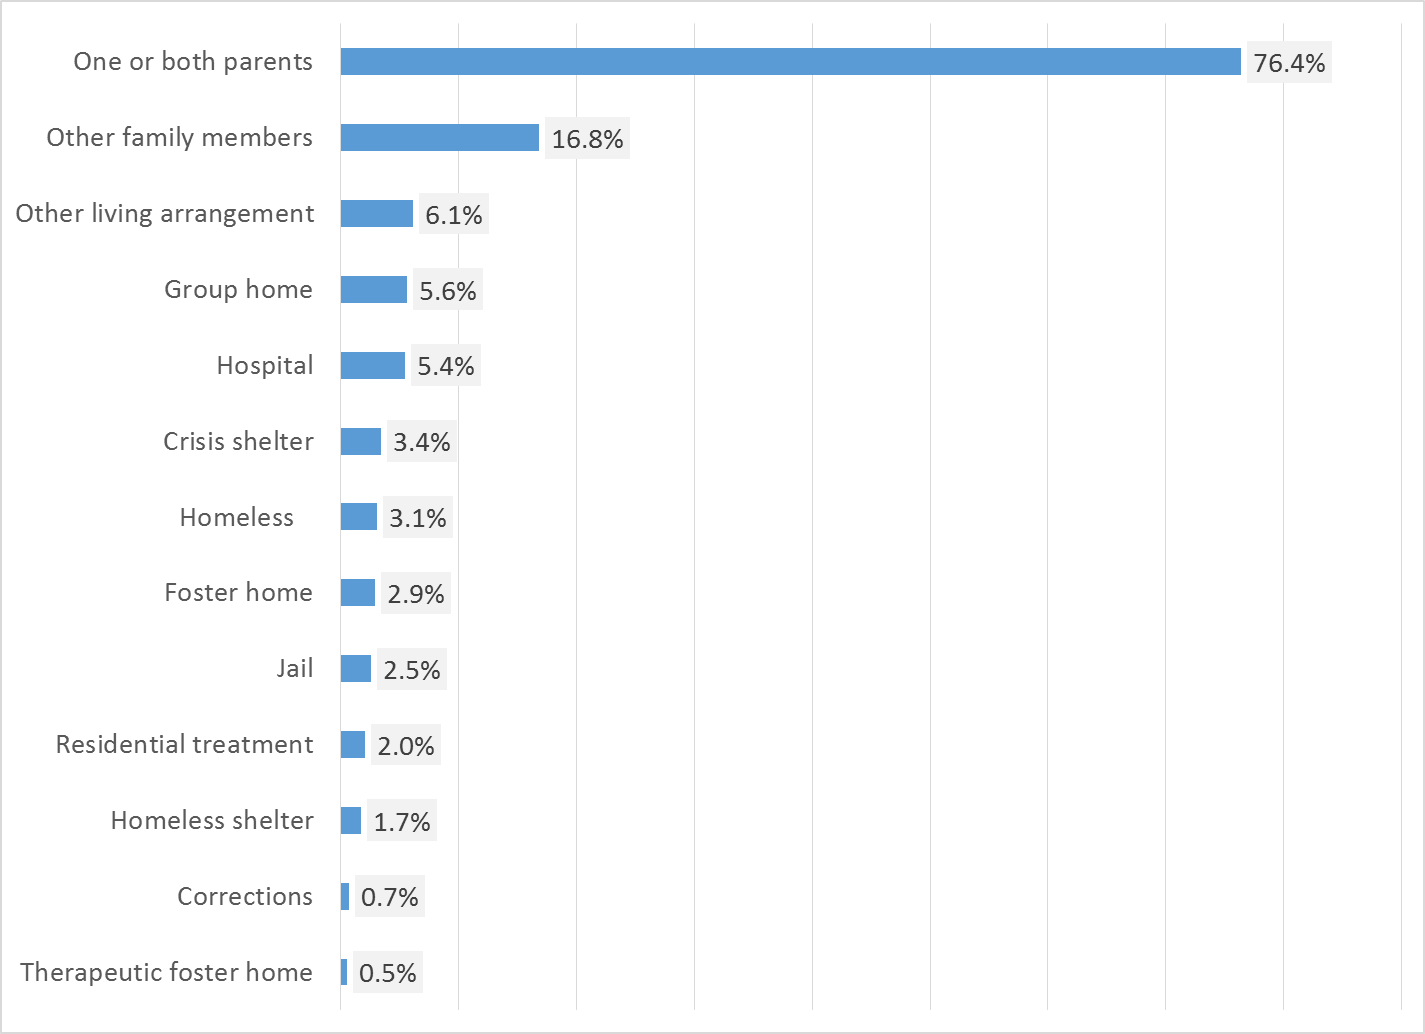 One or both parents 76.4%
Other family members 16.8%
Other living arrangement 6.1%
Group home 5.6%
Hospital 5.4%
Crisis shelter 3.4%
Homeless 3.1%
Foster home 2.9%
Jail 2.5%
Residential treatment 2.0%
Homeless shelter 1.7%
Corrections 0.7%
Therapeutic foster home 0.5%